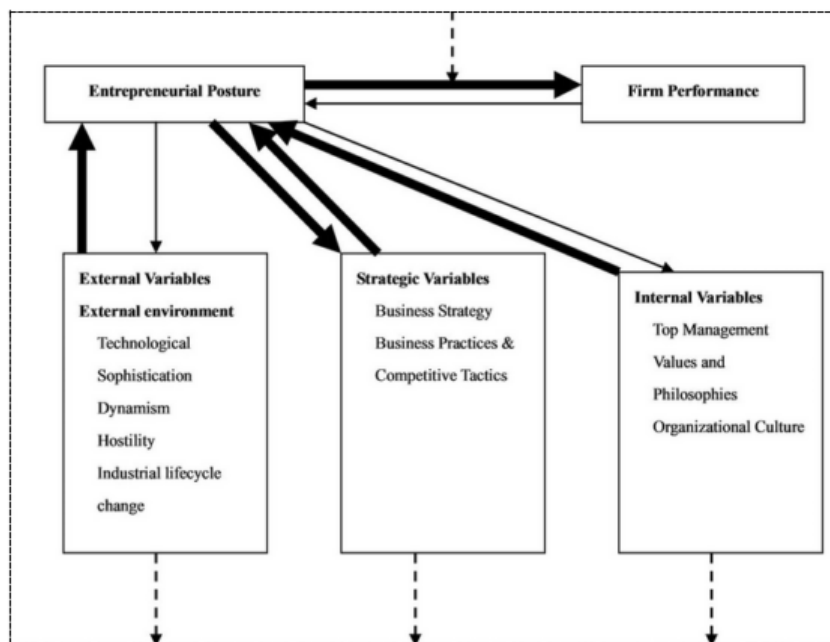 Entrepreneurial Posture
Firm Performance
External Variables
External environment
Technological
Sophistication
Dynamism
Hostility
Industrial lifecycle
change
Strategic Variables
Business Strategy
Business Practices &
Competitive Tactics
Internal Variables
Top Management
Values and
Philosophies
Organizational Culture